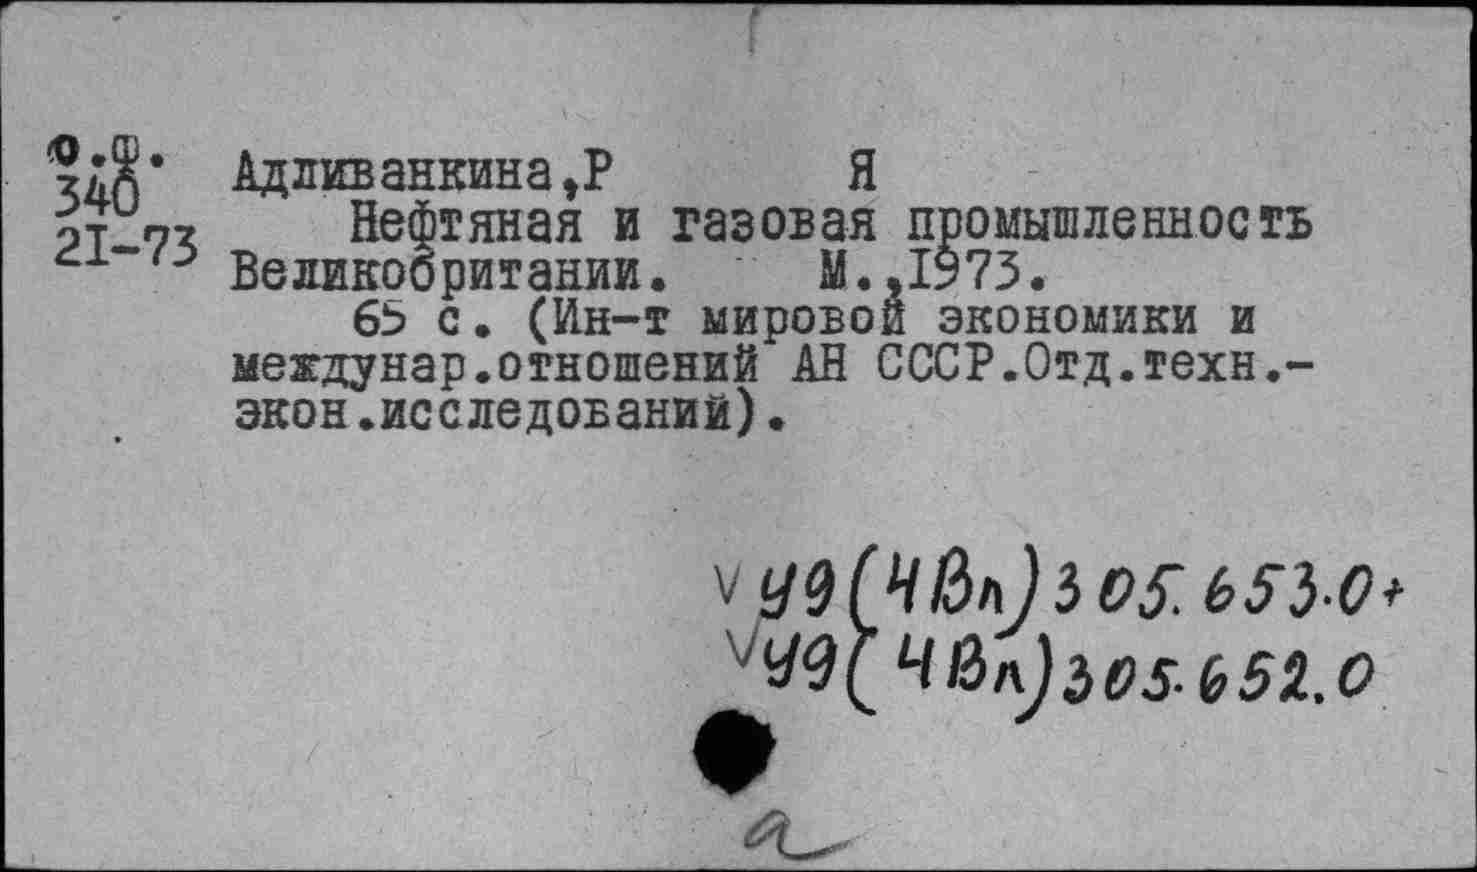 О.Ф.
340
21-73
Адливанкина,Р Я
Нефтяная и газовая промышленность
Великобритании. М.,1973.
65 с. (Ин-т мировой экономики и
междунар.отношений АН СССР.Отд.техн.-
экон.исследований).
У9(4Вл)305.653.0+
У9(4Вл)305.652.0
а